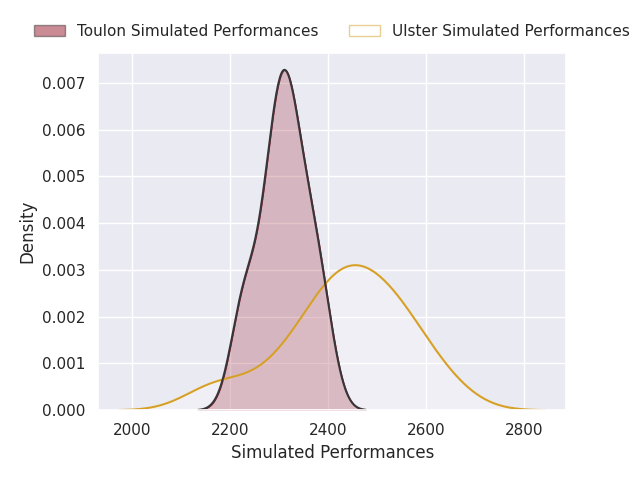 Toulon Simulated Performances Ulster Simulated Performances
0.007
0.006
0.005
0.004
0.003
0.002
0.001
0.000
Density
2000 2200 2400 2600 2800
Simulated Performances